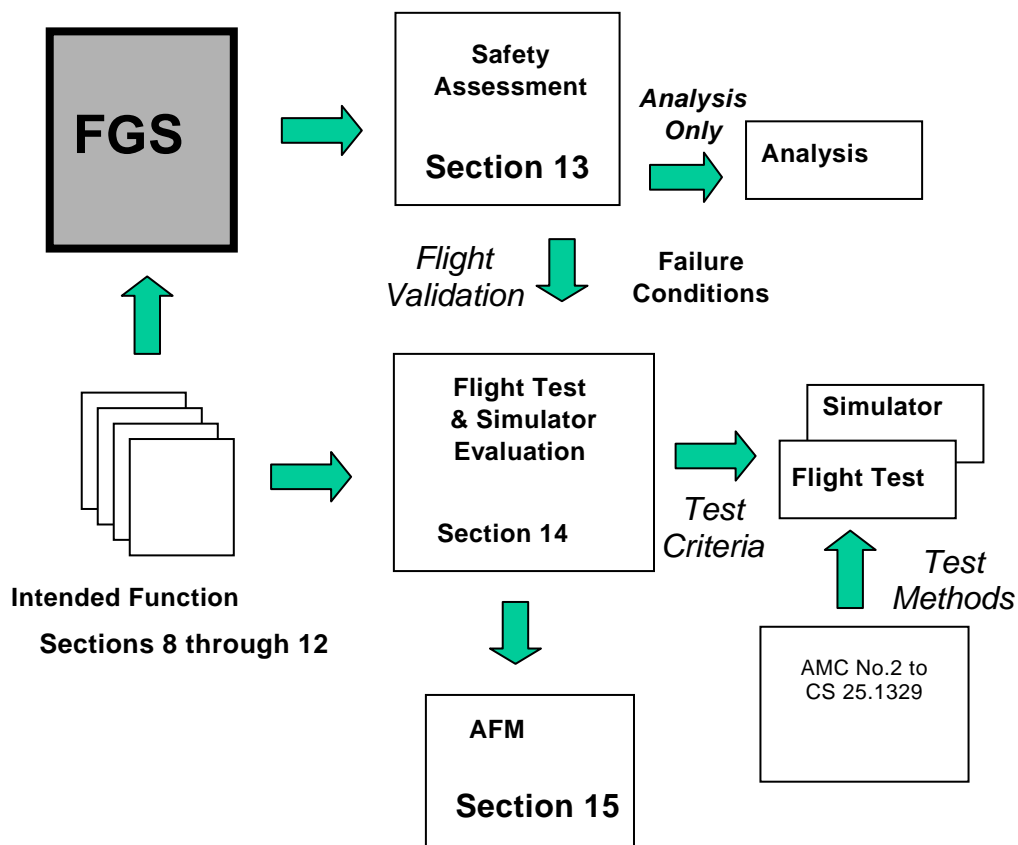 FGS
Safety
Assessment
Section 13
Analysis
Only
Analysis
Flight
Validation
Failure
Conditions
Flight Test
& Simulator
Evaluation
Section 14
Simulator
Flight Test
Test
Criteria
Test
Methods
Intended Function
Sections 8 through 12
AMC No.2 to
CS 25.1329
AFM
Section 15